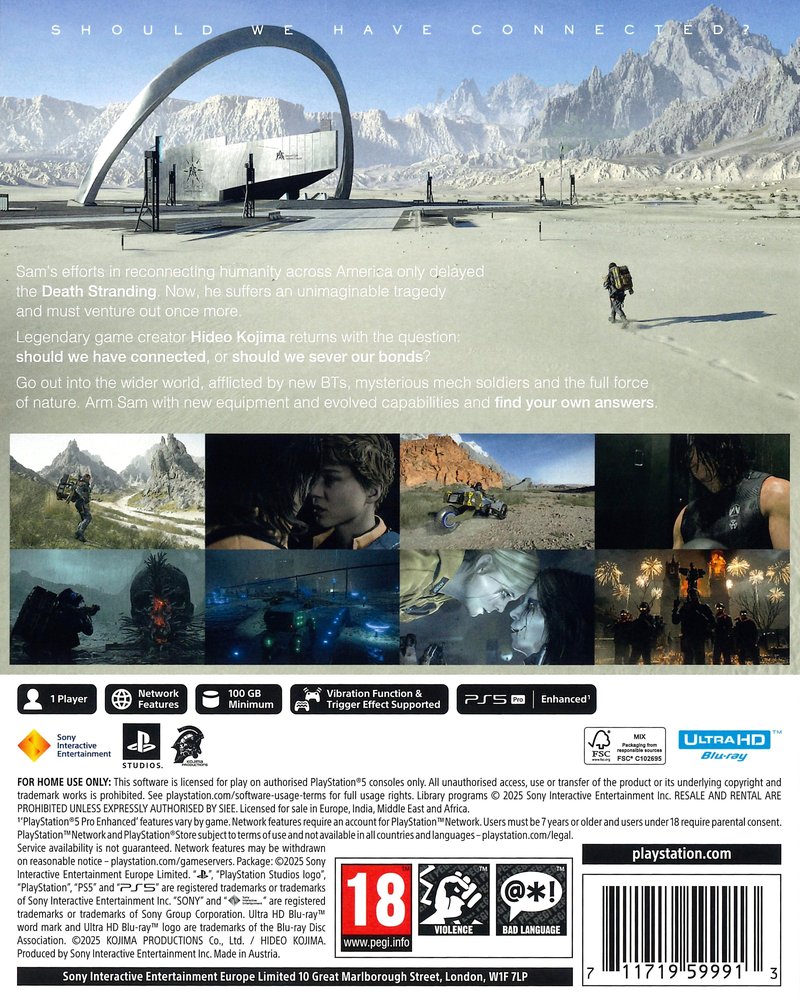 SHOULD WE HAVE CONNECTED?
Sam's efforts in reconnecting humanity across America only delayed
the Death Stranding. Now, he suffers an unimaginable tragedy
and must venture out once more.
Legendary game creator Hideo Kojima returns with the question:
should we have connected, or should we sever our bonds?
Go out into the wider world, afflicted by new BTs, mysterious mech soldiers and the full force
of nature. Arm Sam with new equipment and evolved capabilities and find your own answers.
1 Player
Network
Features
100 GB
Minimum
Vibration Function &
Trigger Effect Supported
PS5 Pro
Enhanced¹
Sony
Interactive
Entertainment
STUDIOS.
KOJIMA
PRODUCTIONS
FSC
www.fsc.org
MIX
Packaging from
responsible sources
FSC® C102695
ULTRA HD
Blu-ray™
FOR HOME USE ONLY: This software is licensed for play on authorised PlayStation®5 consoles only. All unauthorised access, use or transfer of the product or its underlying copyright and
trademark works is prohibited. See playstation.com/software-usage-terms for full usage rights. Library programs © 2025 Sony Interactive Entertainment Inc. RESALE AND RENTAL ARE
PROHIBITED UNLESS EXPRESSLY AUTHORISED BY SIEE. Licensed for sale in Europe, India, Middle East and Africa.
¹'PlayStation®5 Pro Enhanced' features vary by game. Network features require an account for PlayStation™Network. Users must be 7 years or older and users under 18 require parental consent.
PlayStation™Network and PlayStation®Store subject to terms of use and not available in all countries and languages – playstation.com/legal.
Service availability is not guaranteed. Network features may be withdrawn
on reasonable notice – playstation.com/gameservers. Package: ©2025 Sony
Interactive Entertainment Europe Limited. "PS", "PlayStation Studios logo",
"PlayStation", "PS5" and "PS5" are registered trademarks or trademarks
of Sony Interactive Entertainment Inc. "SONY" and "" are registered
trademarks or trademarks of Sony Group Corporation. Ultra HD Blu-ray™
word mark and Ultra HD Blu-ray™ logo are trademarks of the Blu-ray Disc
Association. ©2025 KOJIMA PRODUCTIONS Co., Ltd. / HIDEO KOJIMA.
Produced by Sony Interactive Entertainment Inc. Made in Austria.
18
www.pegi.info
VIOLENCE
@*!
BAD LANGUAGE
playstation.com
7 11719 59991 3
Sony Interactive Entertainment Europe Limited 10 Great Marlborough Street, London, W1F 7LP